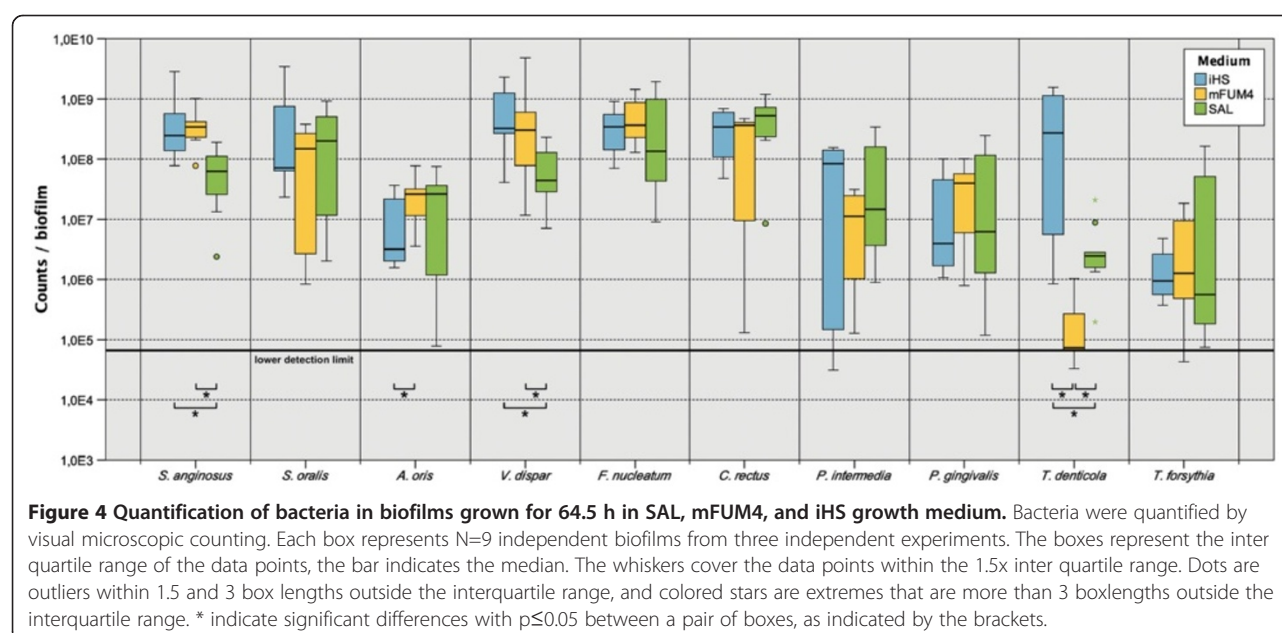 1,0E10
1,0E9
1,0E8
1,0E7
1,0E6
1,0E5
1,0E4
1,0E3
Counts / biofilm
Medium
iHS
mFUM4
SAL
lower detection limit
* * * * * * *
* * *
S. anginosus S. oralis A. oris V. dispar F. nucleatum C. rectus P. intermedia P. gingivalis T. denticola T. forsythia
Figure 4 Quantification of bacteria in biofilms grown for 64.5 h in SAL, mFUM4, and iHS growth medium. Bacteria were quantified by
visual microscopic counting. Each box represents N=9 independent biofilms from three independent experiments. The boxes represent the inter
quartile range of the data points, the bar indicates the median. The whiskers cover the data points within the 1.5x inter quartile range. Dots are
outliers within 1.5 and 3 box lengths outside the interquartile range, and colored stars are extremes that are more than 3 boxlengths outside the
interquartile range. * indicate significant differences with p≤0.05 between a pair of boxes, as indicated by the brackets.